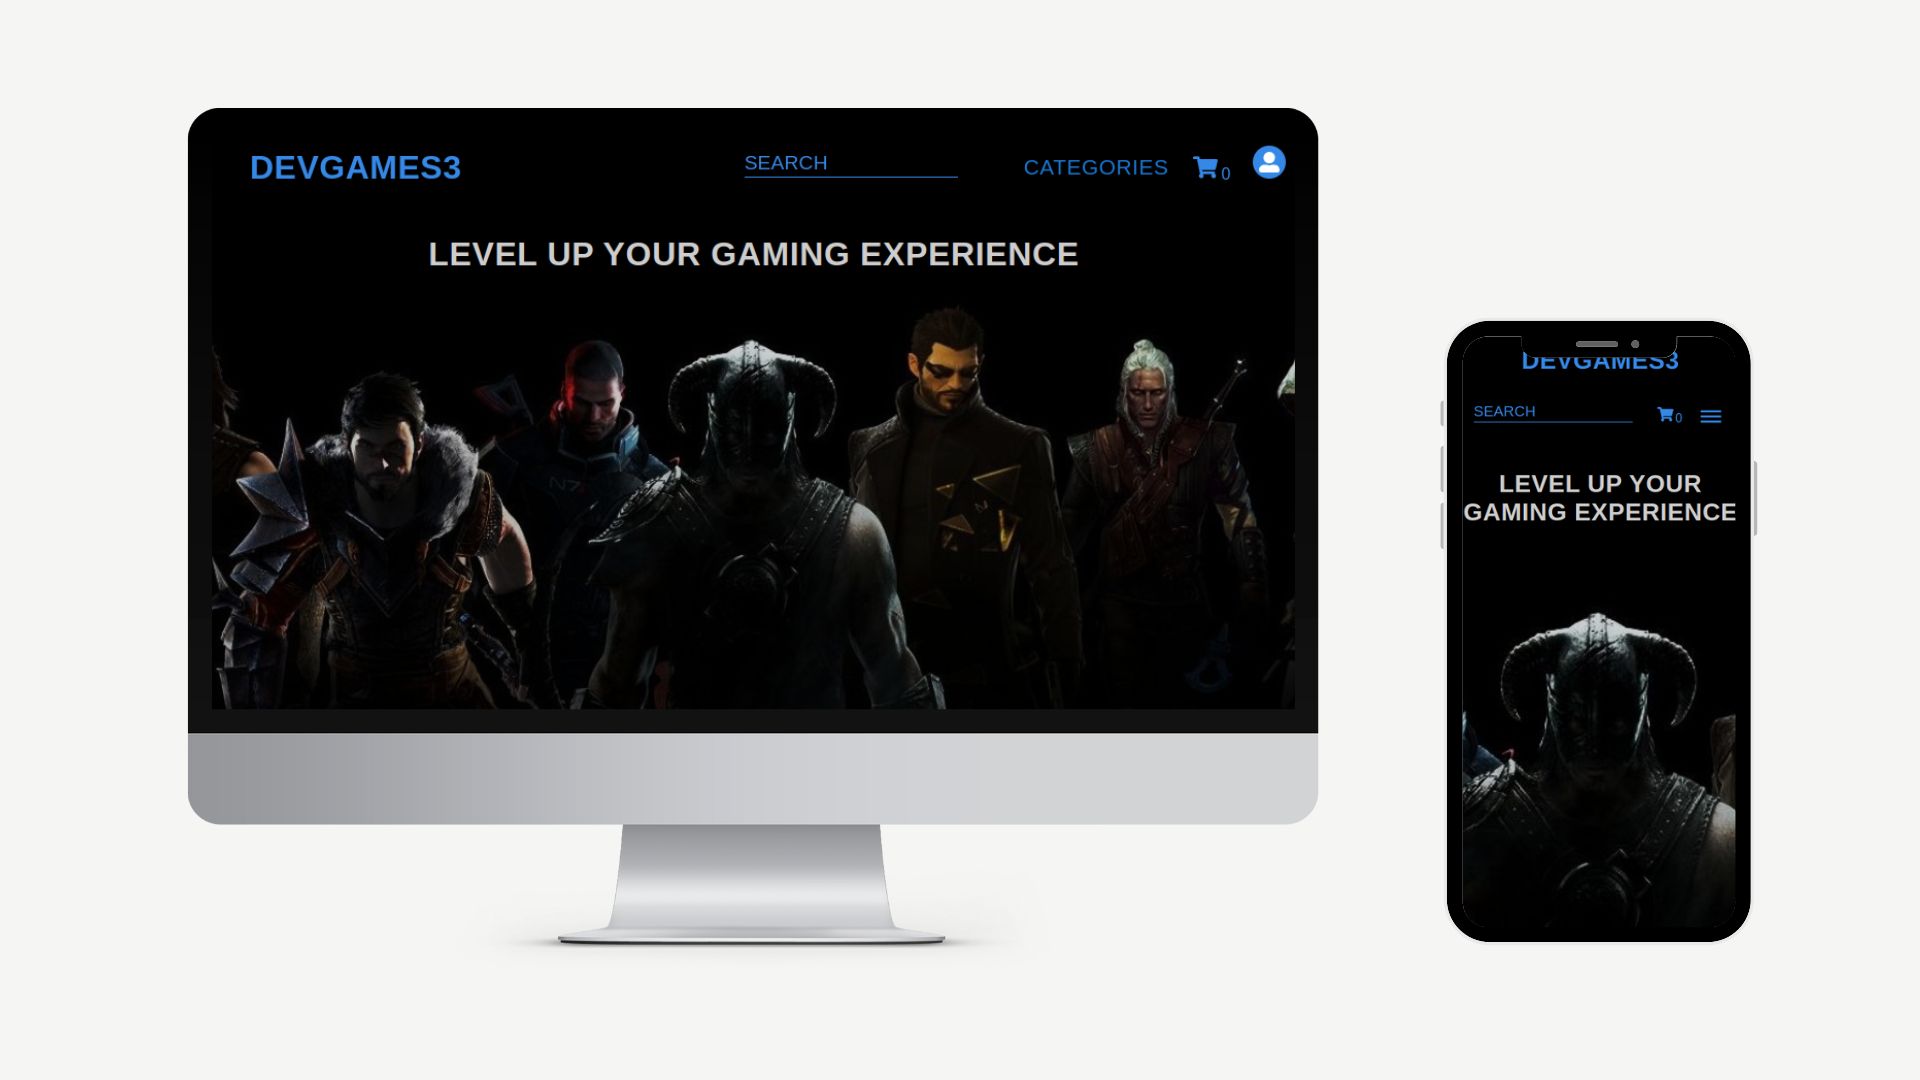 DEVGAMES3
SEARCH
CATEGORIES
0
LEVEL UP YOUR GAMING EXPERIENCE
N7
DEVGAMES3
SEARCH
0
LEVEL UP YOUR
GAMING EXPERIENCE